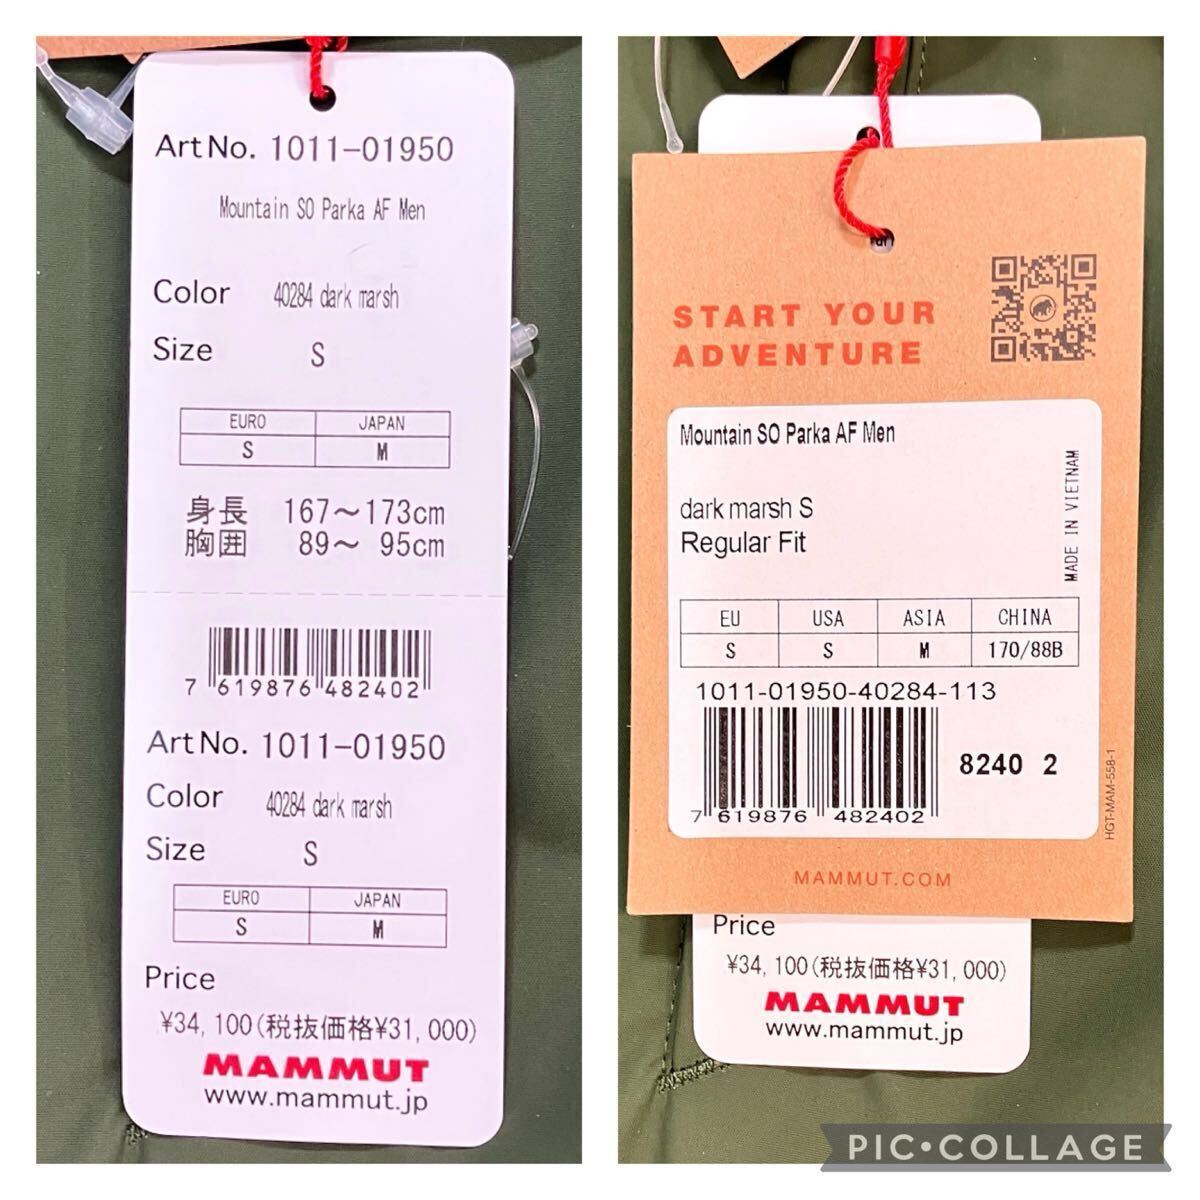 ArtNo. 1011-01950
Mountain SO Parka AF Men
Color 40284 dark marsh
Size S
EURO JAPAN
S M
身長 167～173cm
胸囲 89～ 95cm
7 619876 482402
ArtNo. 1011-01950
Color 40284 dark marsh
Size S
EURO JAPAN
S M
Price
¥34,100(税抜価格¥31,000)
MAMMUT
www.mammut.jp
START YOUR
ADVENTURE
Mountain SO Parka AF Men
dark marsh S
Regular Fit
MADE IN VIETNAM
EU USA ASIA CHINA
S S M 170/88B
1011-01950-40284-113
8240 2
7 619876 482402
HGT-MAM-558-1
MAMMUT.COM
Price
¥34,100(税抜価格¥31,000)
MAMMUT
www.mammut.jp
PIC•COLLAGE